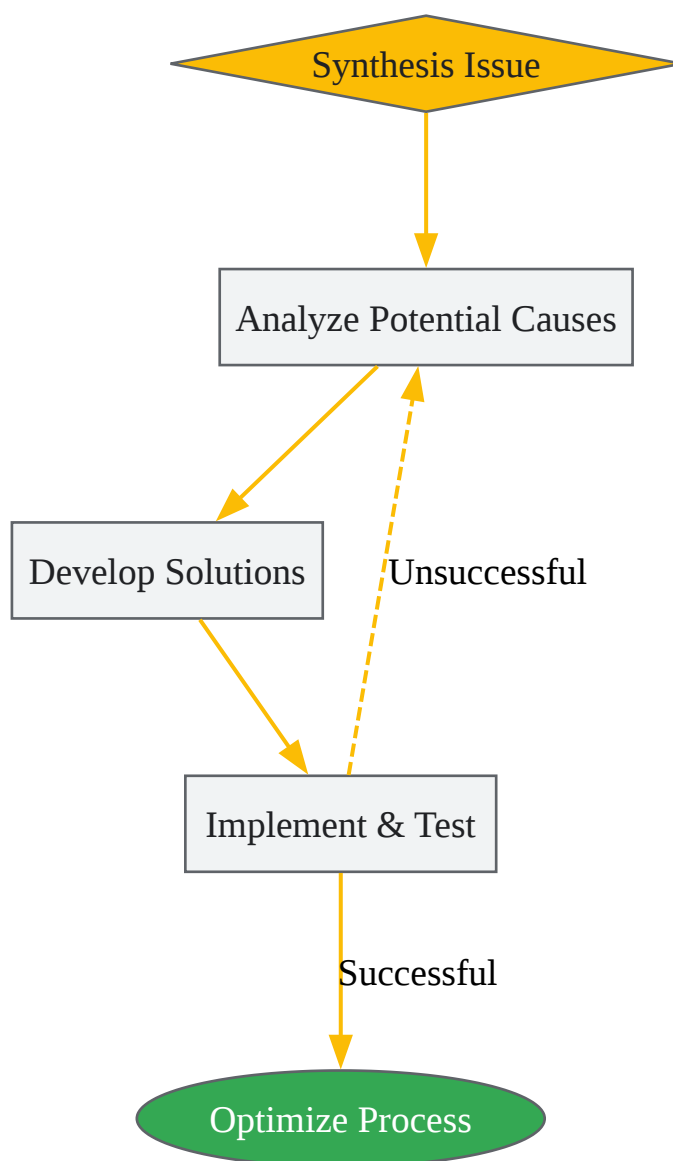 Synthesis Issue
Analyze Potential Causes
Develop Solutions
Unsuccessful
Implement & Test
Successful
Optimize Process